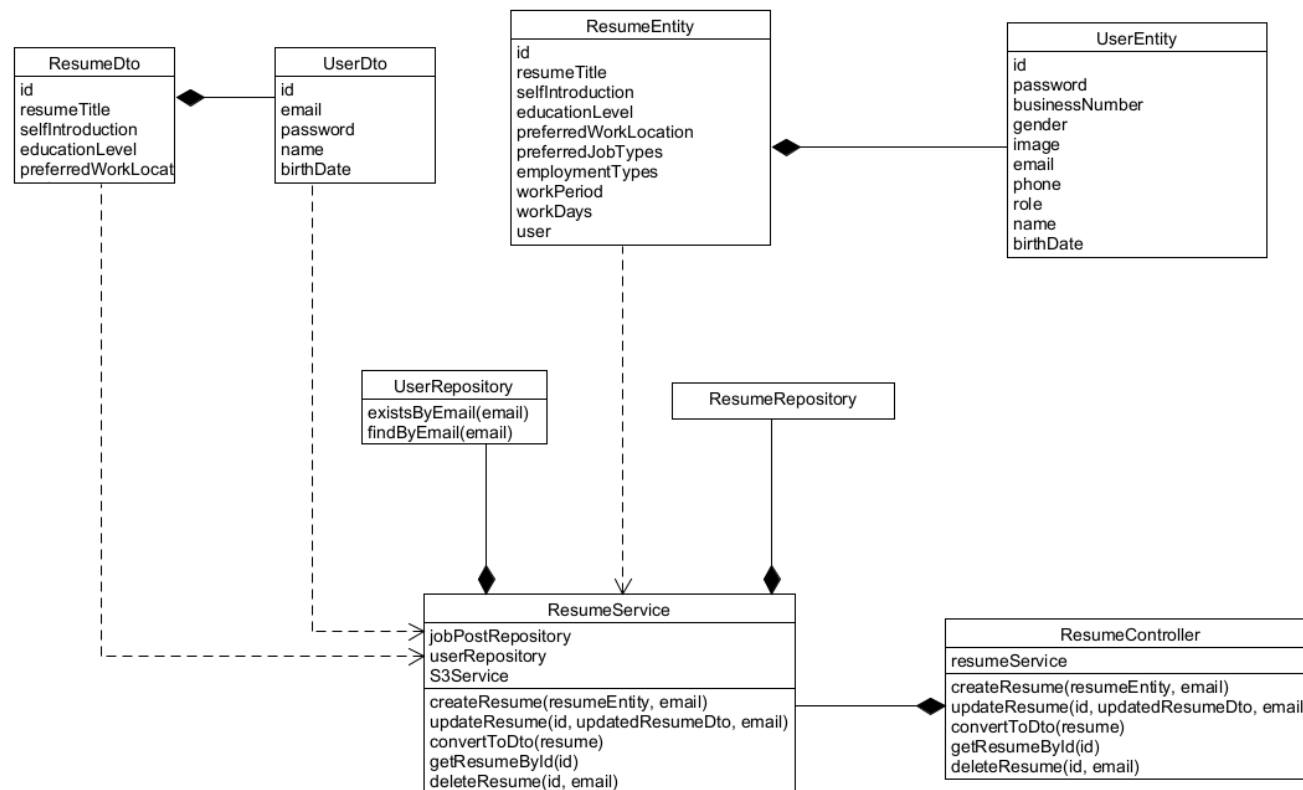 ResumeDto
id
resumeTitle
selfIntroduction
educationLevel
preferredWorkLocat
UserDto
id
email
password
name
birthDate
ResumeEntity
id
resumeTitle
selfIntroduction
educationLevel
preferredWorkLocation
preferredJobTypes
employmentTypes
workPeriod
workDays
user
UserEntity
id
password
businessNumber
gender
image
email
phone
role
name
birthDate
UserRepository
existsByEmail(email)
findByEmail(email)
ResumeRepository
ResumeService
jobPostRepository
userRepository
S3Service
createResume(resumeEntity, email)
updateResume(id, updatedResumeDto, email)
convertToDto(resume)
getResumeById(id)
deleteResume(id, email)
ResumeController
resumeService
createResume(resumeEntity, email)
updateResume(id, updatedResumeDto, email
convertToDto(resume)
getResumeById(id)
deleteResume(id, email)